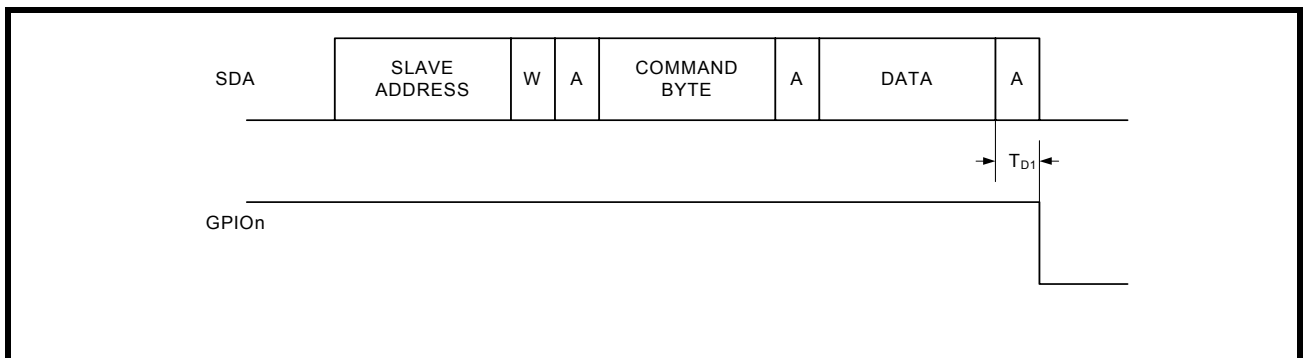 SDA
SLAVE
ADDRESS
W
A
COMMAND
BYTE
A
DATA
A
TD1
GPIOn